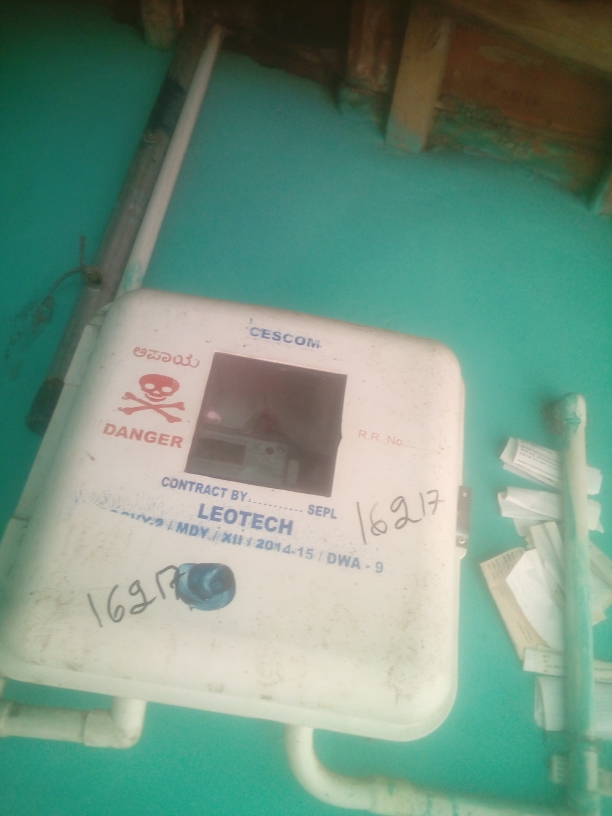 CESCOM
ಅಪಾಯ
DANGER
R.R. No.:.......
CONTRACT BY........... SEPL
LEOTECH
/ MDY / XII / 2014-15 / DWA - 9
16217
16217